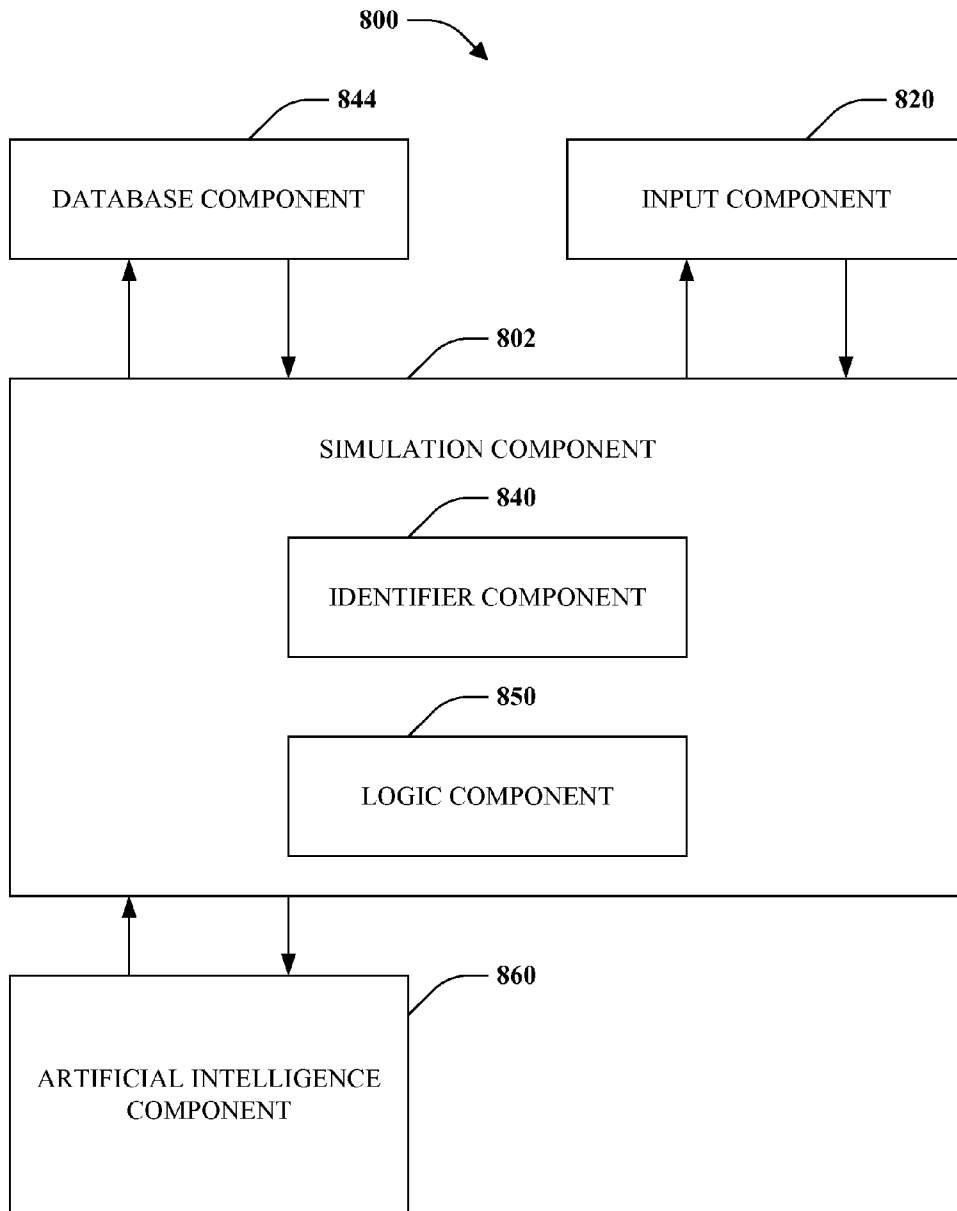 800
844
820
DATABASE COMPONENT
INPUT COMPONENT
802
SIMULATION COMPONENT
840
IDENTIFIER COMPONENT
850
LOGIC COMPONENT
860
ARTIFICIAL INTELLIGENCE
COMPONENT